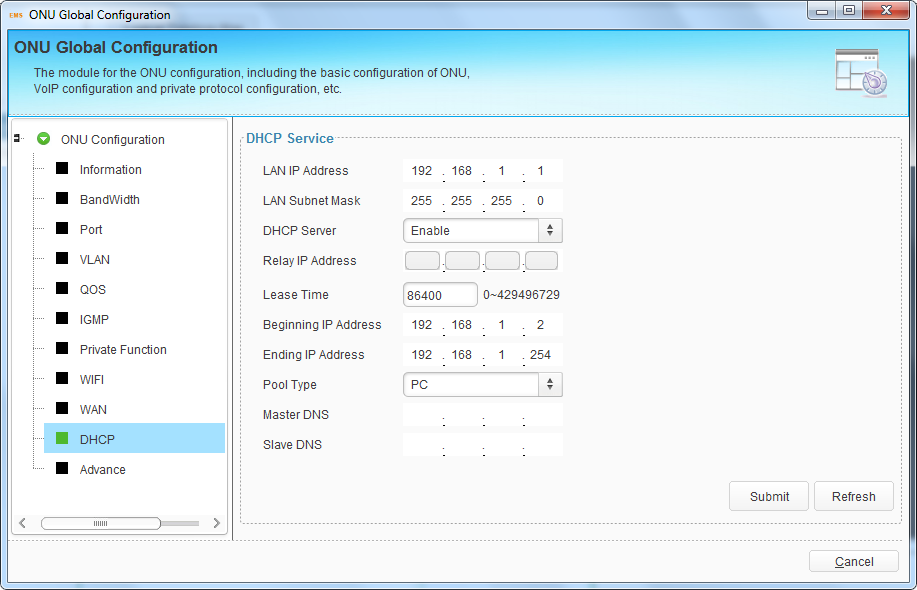 EMS ONU Global Configuration
ONU Global Configuration
The module for the ONU configuration, including the basic configuration of ONU,
VoIP configuration and private protocol configuration, etc.
ONU Configuration
Information
BandWidth
Port
VLAN
QOS
IGMP
Private Function
WIFI
WAN
DHCP
Advance
DHCP Service
LAN IP Address 192 . 168 . 1 . 1
LAN Subnet Mask 255 . 255 . 255 . 0
DHCP Server Enable
Relay IP Address . . .
Lease Time 86400 0~429496729
Beginning IP Address 192 . 168 . 1 . 2
Ending IP Address 192 . 168 . 1 . 254
Pool Type PC
Master DNS . . .
Slave DNS . . .
Submit Refresh
Cancel